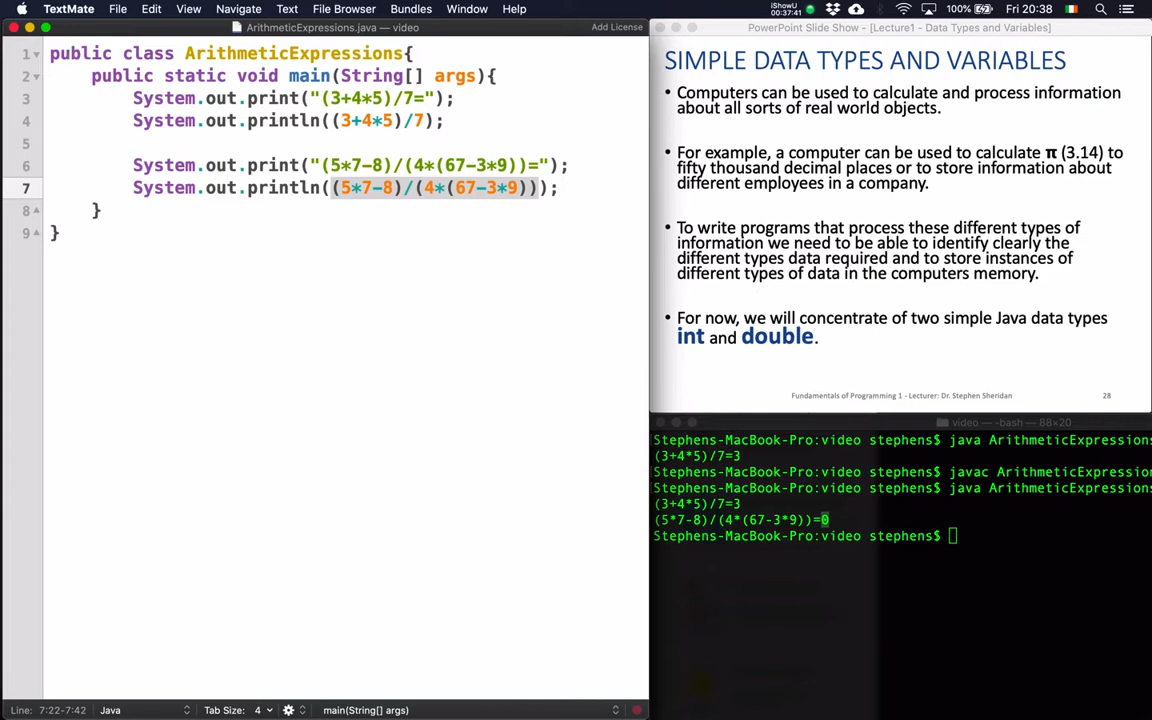 TextMate File Edit View Navigate Text File Browser Bundles Window Help
iShowU
00:37:41
100% Fri 20:38
ArithmeticExpressions.java — video
Add License
1 public class ArithmeticExpressions{
2 public static void main(String[] args){
3 System.out.print("(3+4*5)/7=");
4 System.out.println((3+4*5)/7);
5
6 System.out.print("(5*7-8)/(4*(67-3*9))=");
7 System.out.println((5*7-8)/(4*(67-3*9)));
8 }
9 }
Line: 7:22-7:42 Java Tab Size: 4 main(String[] args)
PowerPoint Slide Show - [Lecture1 - Data Types and Variables]
SIMPLE DATA TYPES AND VARIABLES
• Computers can be used to calculate and process information
about all sorts of real world objects.
• For example, a computer can be used to calculate π (3.14) to
fifty thousand decimal places or to store information about
different employees in a company.
• To write programs that process these different types of
information we need to be able to identify clearly the
different types data required and to store instances of
different types of data in the computers memory.
• For now, we will concentrate of two simple Java data types
int and double.
Fundamentals of Programming 1 - Lecturer: Dr. Stephen Sheridan 28
video — -bash — 88×20
Stephens-MacBook-Pro:video stephens$ java ArithmeticExpressions
(3+4*5)/7=3
Stephens-MacBook-Pro:video stephens$ javac ArithmeticExpression
Stephens-MacBook-Pro:video stephens$ java ArithmeticExpressions
(3+4*5)/7=3
(5*7-8)/(4*(67-3*9))=0
Stephens-MacBook-Pro:video stephens$